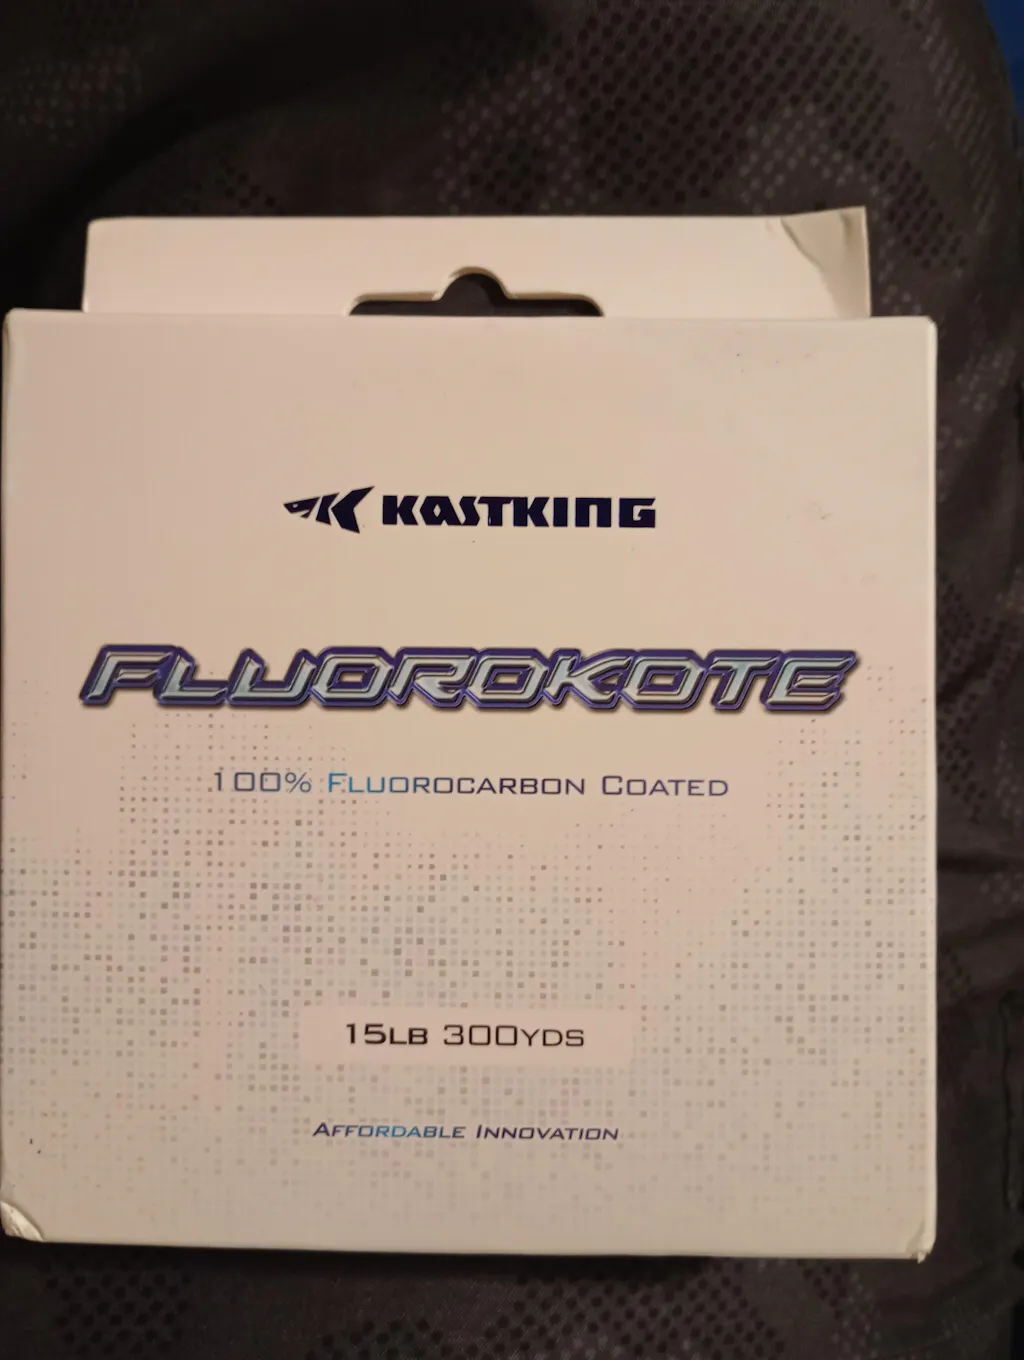 KASTKING
FLUOROKOTE
100% FLUOROCARBON COATED
15LB 300YDS
AFFORDABLE INNOVATION